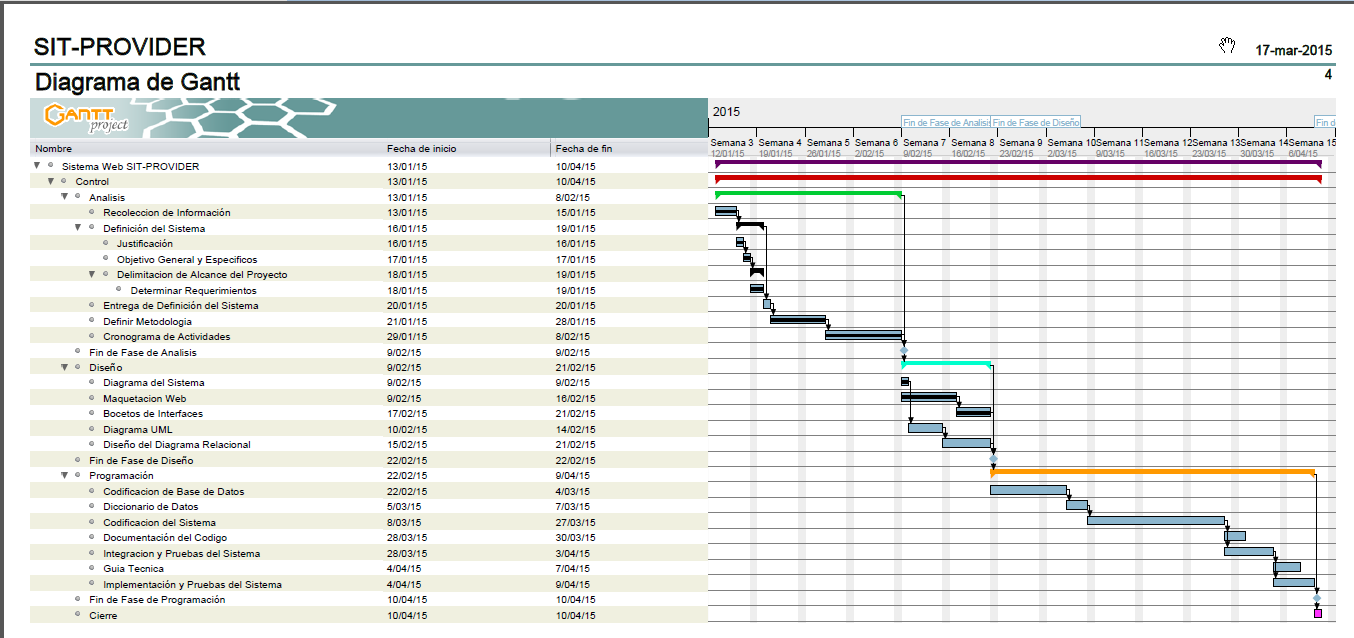 SIT-PROVIDER
17-mar-2015
Diagrama de Gantt
4
GANTT project
2015
Fin de Fase de Analisis Fin de Fase de Diseño Fin d
Nombre Fecha de inicio Fecha de fin
Semana 3 Semana 4 Semana 5 Semana 6 Semana 7 Semana 8 Semana 9 Semana 10 Semana 11 Semana 12 Semana 13 Semana 14 Semana 15
12/01/15 19/01/15 26/01/15 2/02/15 9/02/15 16/02/15 23/02/15 2/03/15 9/03/15 16/03/15 23/03/15 30/03/15 6/04/15
Sistema Web SIT-PROVIDER 13/01/15 10/04/15
Control 13/01/15 10/04/15
Analisis 13/01/15 8/02/15
Recoleccion de Información 13/01/15 15/01/15
Definición del Sistema 16/01/15 19/01/15
Justificación 16/01/15 16/01/15
Objetivo General y Especificos 17/01/15 17/01/15
Delimitacion de Alcance del Proyecto 18/01/15 19/01/15
Determinar Requerimientos 18/01/15 19/01/15
Entrega de Definición del Sistema 20/01/15 20/01/15
Definir Metodologia 21/01/15 28/01/15
Cronograma de Actividades 29/01/15 8/02/15
Fin de Fase de Analisis 9/02/15 9/02/15
Diseño 9/02/15 21/02/15
Diagrama del Sistema 9/02/15 9/02/15
Maquetacion Web 9/02/15 16/02/15
Bocetos de Interfaces 17/02/15 21/02/15
Diagrama UML 10/02/15 14/02/15
Diseño del Diagrama Relacional 15/02/15 21/02/15
Fin de Fase de Diseño 22/02/15 22/02/15
Programación 22/02/15 9/04/15
Codificacion de Base de Datos 22/02/15 4/03/15
Diccionario de Datos 5/03/15 7/03/15
Codificacion del Sistema 8/03/15 27/03/15
Documentación del Codigo 28/03/15 30/03/15
Integracion y Pruebas del Sistema 28/03/15 3/04/15
Guia Tecnica 4/04/15 7/04/15
Implementación y Pruebas del Sistema 4/04/15 9/04/15
Fin de Fase de Programación 10/04/15 10/04/15
Cierre 10/04/15 10/04/15